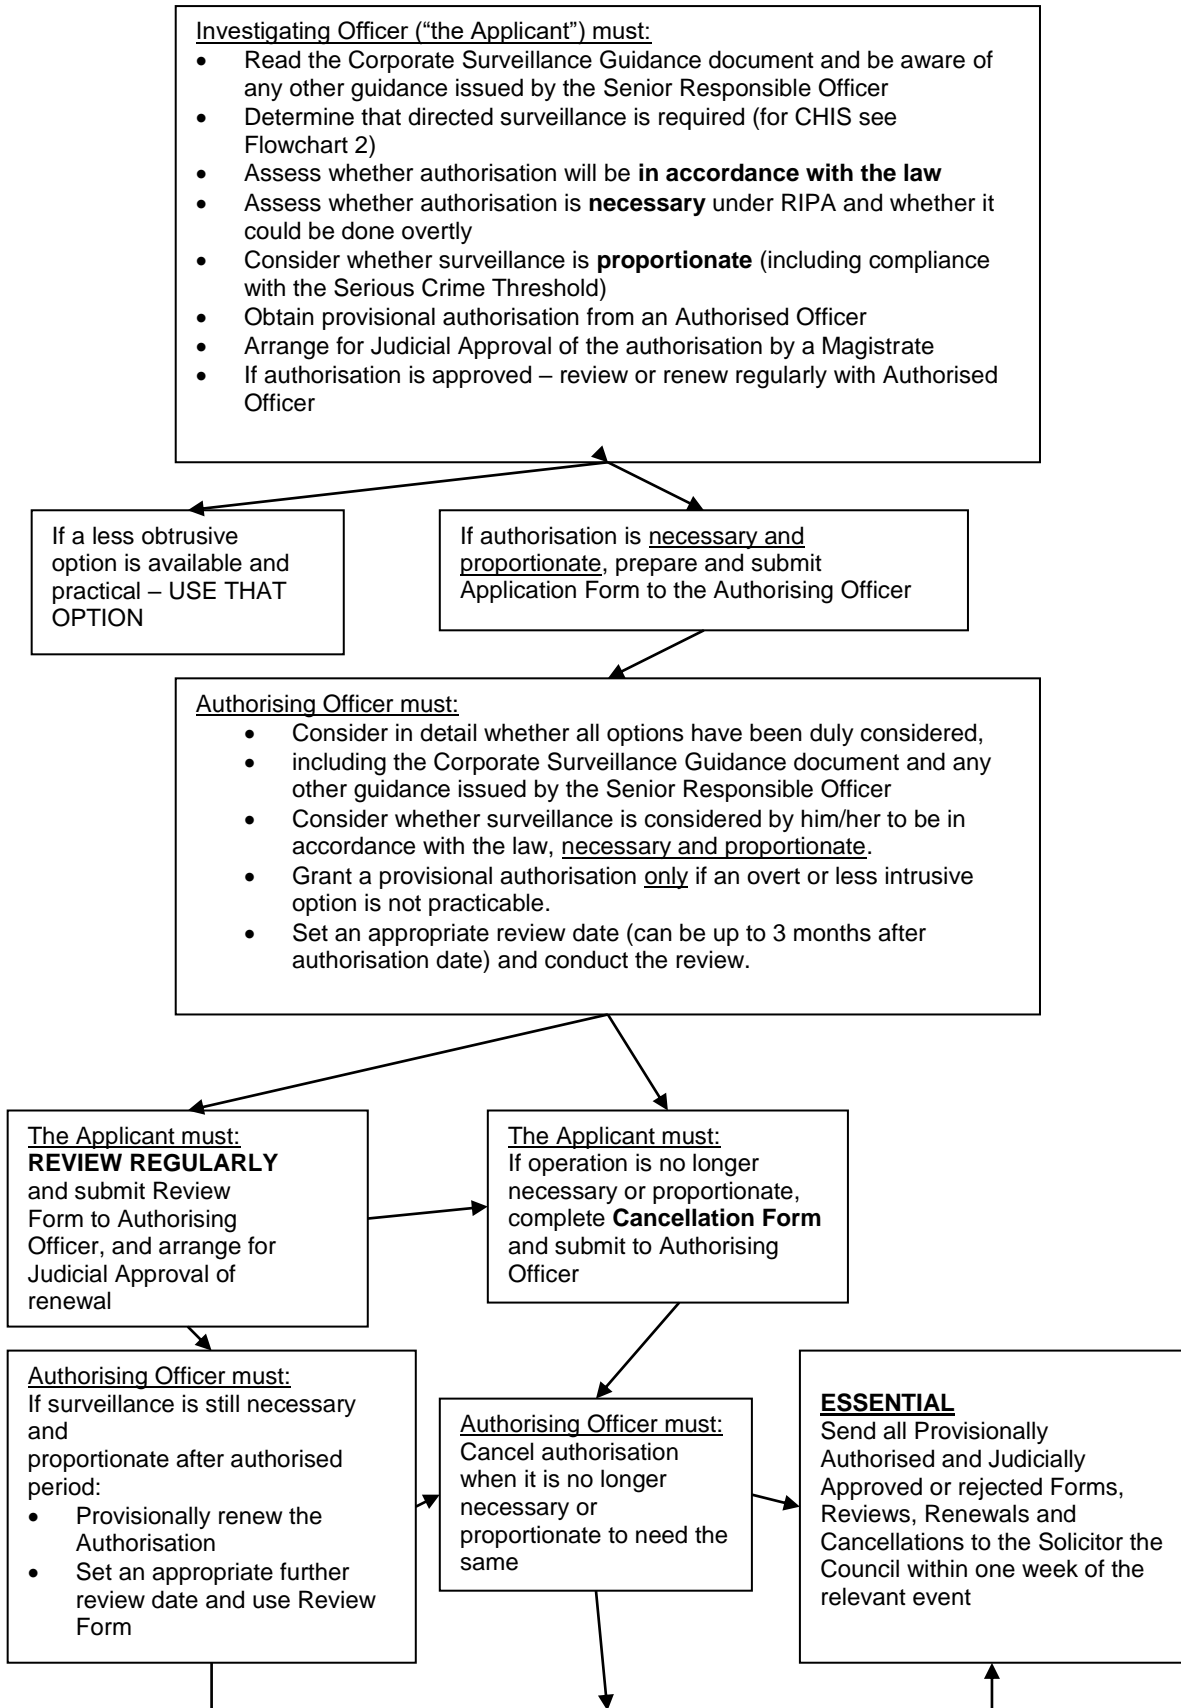 Investigating Officer (“the Applicant”) must:
• Read the Corporate Surveillance Guidance document and be aware of
any other guidance issued by the Senior Responsible Officer
• Determine that directed surveillance is required (for CHIS see
Flowchart 2)
• Assess whether authorisation will be in accordance with the law
• Assess whether authorisation is necessary under RIPA and whether it
could be done overtly
• Consider whether surveillance is proportionate (including compliance
with the Serious Crime Threshold)
• Obtain provisional authorisation from an Authorised Officer
• Arrange for Judicial Approval of the authorisation by a Magistrate
• If authorisation is approved – review or renew regularly with Authorised
Officer
If a less obtrusive
option is available and
practical – USE THAT
OPTION
If authorisation is necessary and
proportionate, prepare and submit
Application Form to the Authorising Officer
Authorising Officer must:
• Consider in detail whether all options have been duly considered,
• including the Corporate Surveillance Guidance document and any
other guidance issued by the Senior Responsible Officer
• Consider whether surveillance is considered by him/her to be in
accordance with the law, necessary and proportionate.
• Grant a provisional authorisation only if an overt or less intrusive
option is not practicable.
• Set an appropriate review date (can be up to 3 months after
authorisation date) and conduct the review.
The Applicant must:
REVIEW REGULARLY
and submit Review
Form to Authorising
Officer, and arrange for
Judicial Approval of
renewal
The Applicant must:
If operation is no longer
necessary or proportionate,
complete Cancellation Form
and submit to Authorising
Officer
Authorising Officer must:
If surveillance is still necessary
and
proportionate after authorised
period:
• Provisionally renew the
Authorisation
• Set an appropriate further
review date and use Review
Form
Authorising Officer must:
Cancel authorisation
when it is no longer
necessary or
proportionate to need the
same
ESSENTIAL
Send all Provisionally
Authorised and Judicially
Approved or rejected Forms,
Reviews, Renewals and
Cancellations to the Solicitor the
Council within one week of the
relevant event